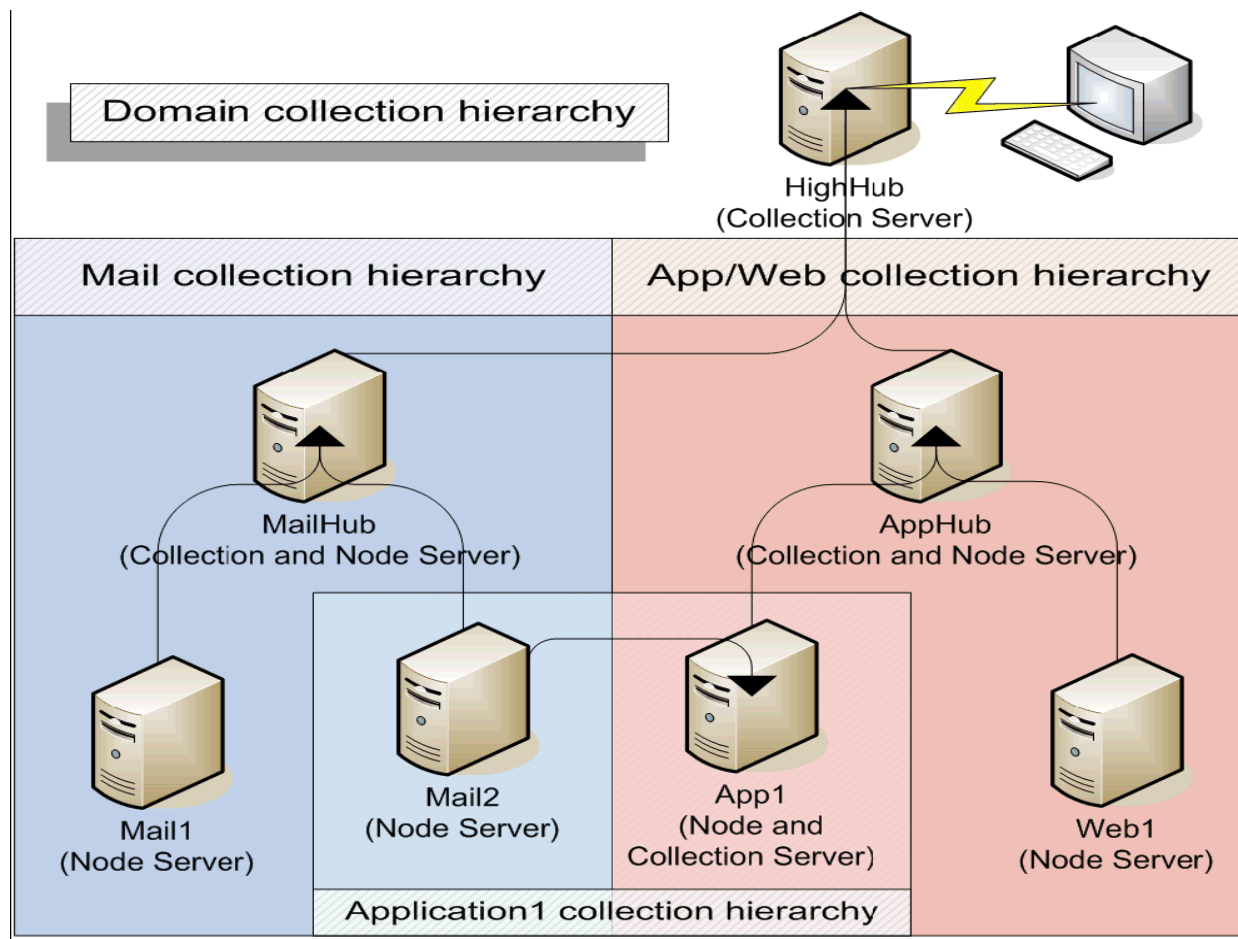 Domain collection hierarchy
HighHub
(Collection Server)
Mail collection hierarchy
App/Web collection hierarchy
MailHub
(Collection and Node Server)
AppHub
(Collection and Node Server)
Mail1
(Node Server)
Mail2
(Node Server)
App1
(Node and
Collection Server)
Web1
(Node Server)
Application1 collection hierarchy